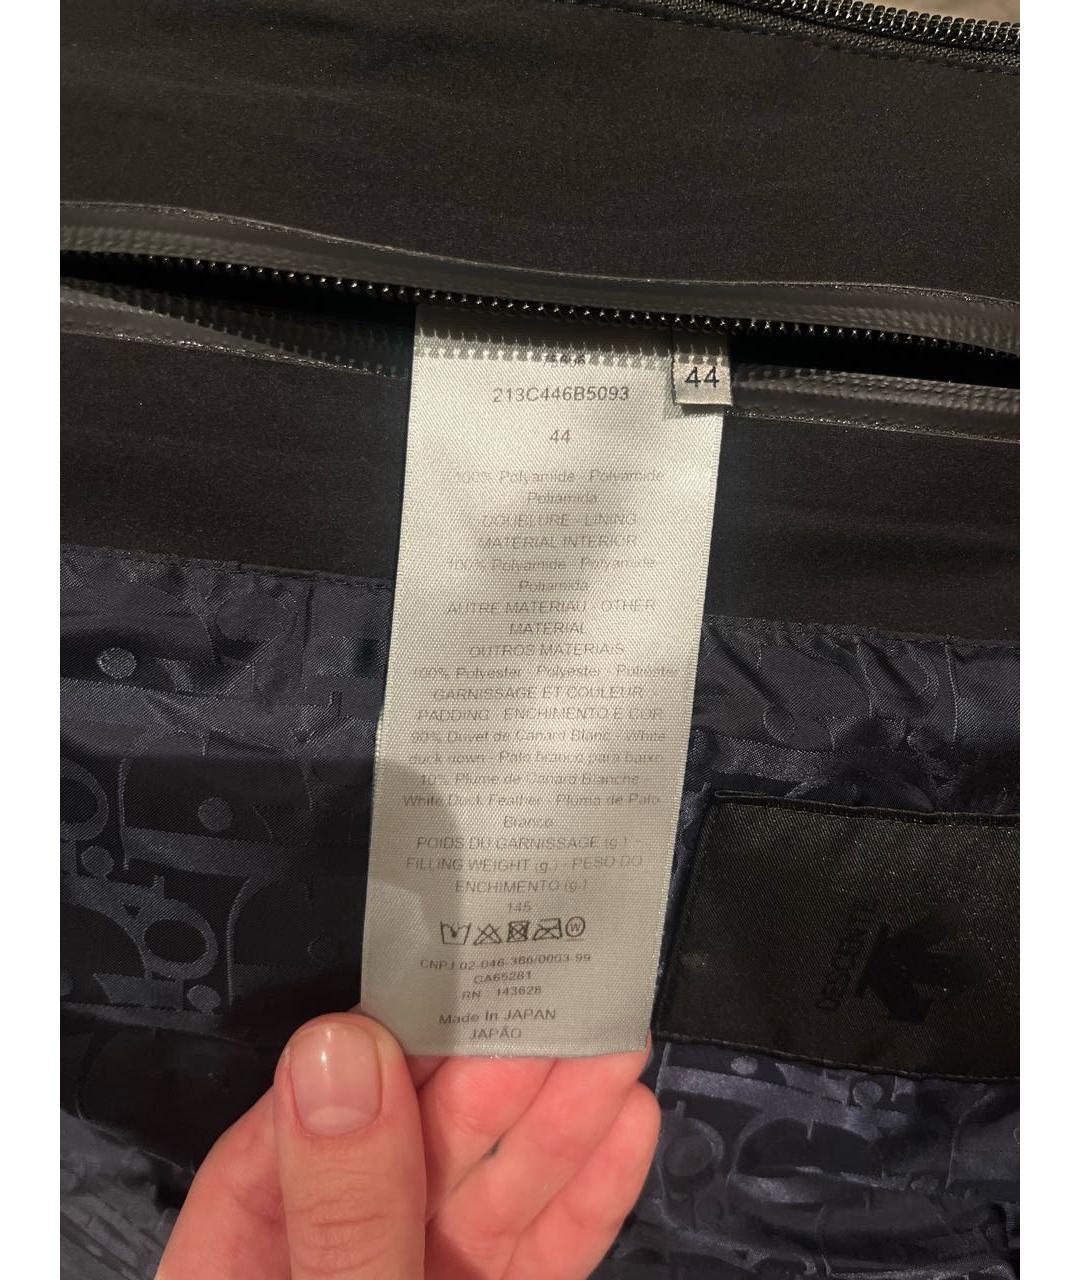 213C446B5093
44
44
100% Polyamide - Polyamide
Poliamida
DOUBLURE - LINING
MATERIAL INTERIOR
100% Polyamide - Polyamide
Poliamida
AUTRE MATERIAU - OTHER
MATERIAL
OUTROS MATERIAIS
100% Polyester - Polyester - Poliéster
GARNISSAGE ET COULEUR -
PADDING - ENCHIMENTO E COR
90% Duvet de Canard Blanc - White
duck down - Pato branco para baixo
10% Plume de Canard Blanche
White Duck Feather - Pluma de Pato
Branco
POIDS DU GARNISSAGE (g.) -
FILLING WEIGHT (g.) - PESO DO
ENCHIMENTO (g.)
145
W
CNPJ 02-046-366/0003-99
CA65281
RN 143628
Made In JAPAN
JAPÃO
DESCENTE